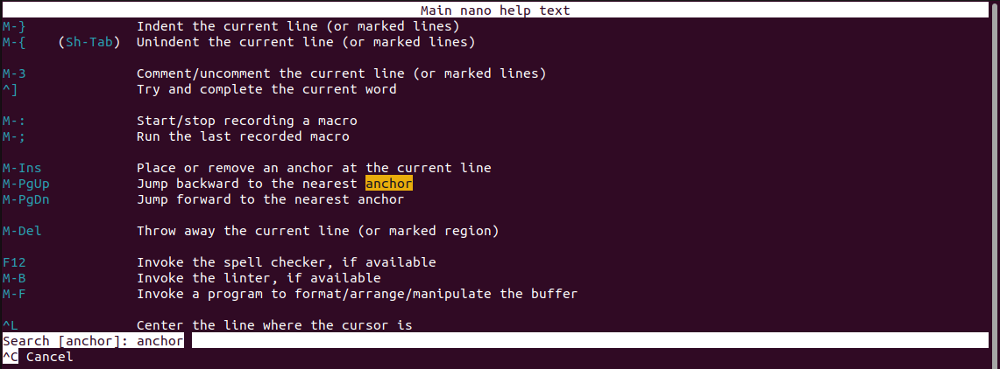 Main nano help text
M-} Indent the current line (or marked lines)
M-{ (Sh-Tab) Unindent the current line (or marked lines)
M-3 Comment/uncomment the current line (or marked lines)
^] Try and complete the current word
M-: Start/stop recording a macro
M-; Run the last recorded macro
M-Ins Place or remove an anchor at the current line
M-PgUp Jump backward to the nearest anchor
M-PgDn Jump forward to the nearest anchor
M-Del Throw away the current line (or marked region)
F12 Invoke the spell checker, if available
M-B Invoke the linter, if available
M-F Invoke a program to format/arrange/manipulate the buffer
^L Center the line where the cursor is
Search [anchor]: anchor
^C Cancel